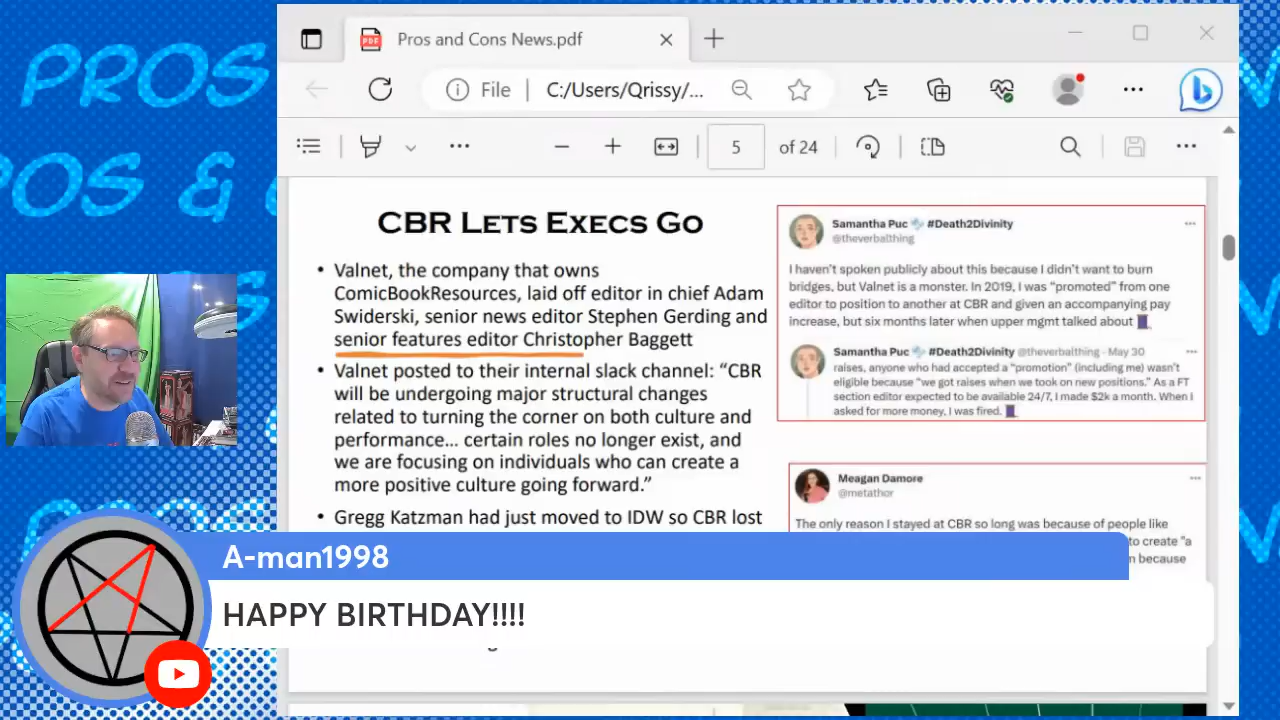 PROS
POS &
Pros and Cons News.pdf
File
C:/Users/Qrissy/...
5
of 24
CBR LETS EXECS GO
• Valnet, the company that owns
ComicBookResources, laid off editor in chief Adam
Swiderski, senior news editor Stephen Gerding and
senior features editor Christopher Baggett
• Valnet posted to their internal slack channel: “CBR
will be undergoing major structural changes
related to turning the corner on both culture and
performance... certain roles no longer exist, and
we are focusing on individuals who can create a
more positive culture going forward.”
• Gregg Katzman had just moved to IDW so CBR lost
Samantha Puc #Death2Divinity
@theverbalthing
I haven't spoken publicly about this because I didn't want to burn
bridges, but Valnet is a monster. In 2019, I was “promoted” from one
editor to position to another at CBR and given an accompanying pay
increase, but six months later when upper mgmt talked about
Samantha Puc #Death2Divinity @theverbalthing · May 30
raises, anyone who had accepted a “promotion” (including me) wasn't
eligible because “we got raises when we took on new positions.” As a FT
section editor expected to be available 24/7, I made $2k a month. When I
asked for more money, I was fired.
Meagan Damore
@metathor
The only reason I stayed at CBR so long was because of people like
to create "a
because
A-man1998
HAPPY BIRTHDAY!!!!